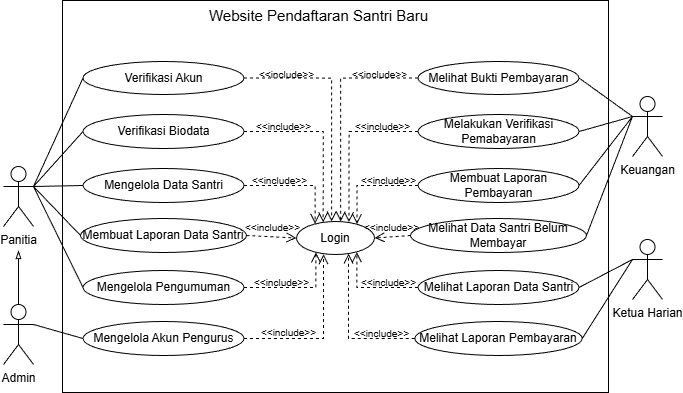 Website Pendaftaran Santri Baru
Verifikasi Akun
<<include>>
<<include>>
Melihat Bukti Pembayaran
Verifikasi Biodata
<<include>>
<<include>>
Melakukan Verifikasi
Pemabayaran
Keuangan
Mengelola Data Santri
<<include>>
<<include>>
Membuat Laporan
Pembayaran
Panitia
Membuat Laporan Data Santri
<<include>>
Login
<<include>>
Melihat Data Santri Belum
Membayar
Mengelola Pengumuman
<<include>>
<<include>>
Melihat Laporan Data Santri
Ketua Harian
Mengelola Akun Pengurus
<<include>>
<<include>>
Melihat Laporan Pembayaran
Admin